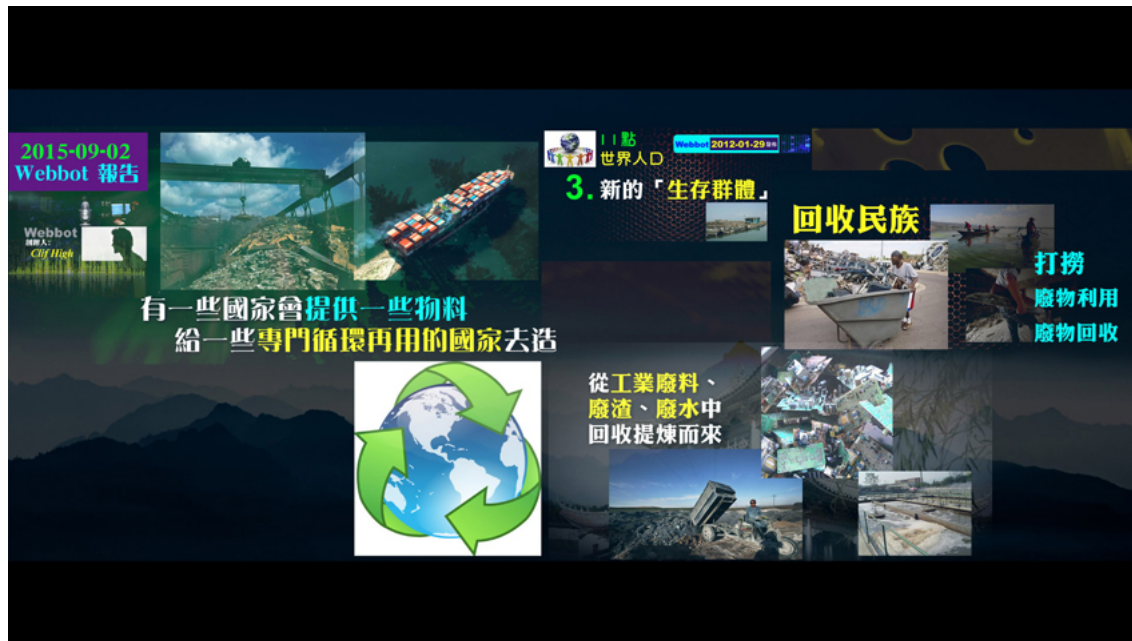 2015-09-02
Webbot 報告
Webbot
創辦人：
Clif High
有一些國家會提供一些物料
給一些專門循環再用的國家去造
11點
世界人D
Webbot 2012-01-29 發佈
3. 新的「生存群體」
回收民族
打撈
廢物利用
廢物回收
從工業廢料、
廢渣、廢水中
回收提煉而來